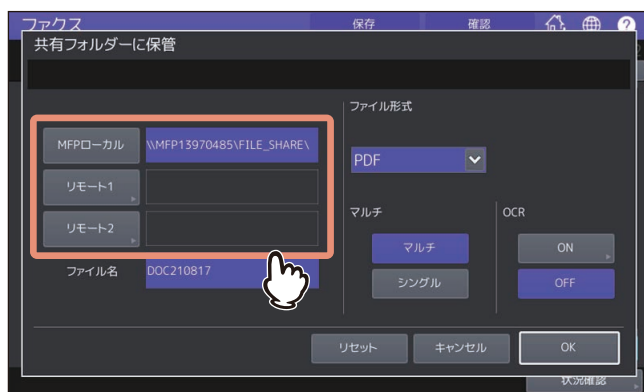 ファクス 保存 確認
共有フォルダーに保管
ファイル形式
MFPローカル \\MFP13970485\FILE_SHARE\
PDF
リモート1
リモート2
マルチ OCR
マルチ ON
ファイル名 DOC210817
シングル OFF
リセット キャンセル OK
状況確認